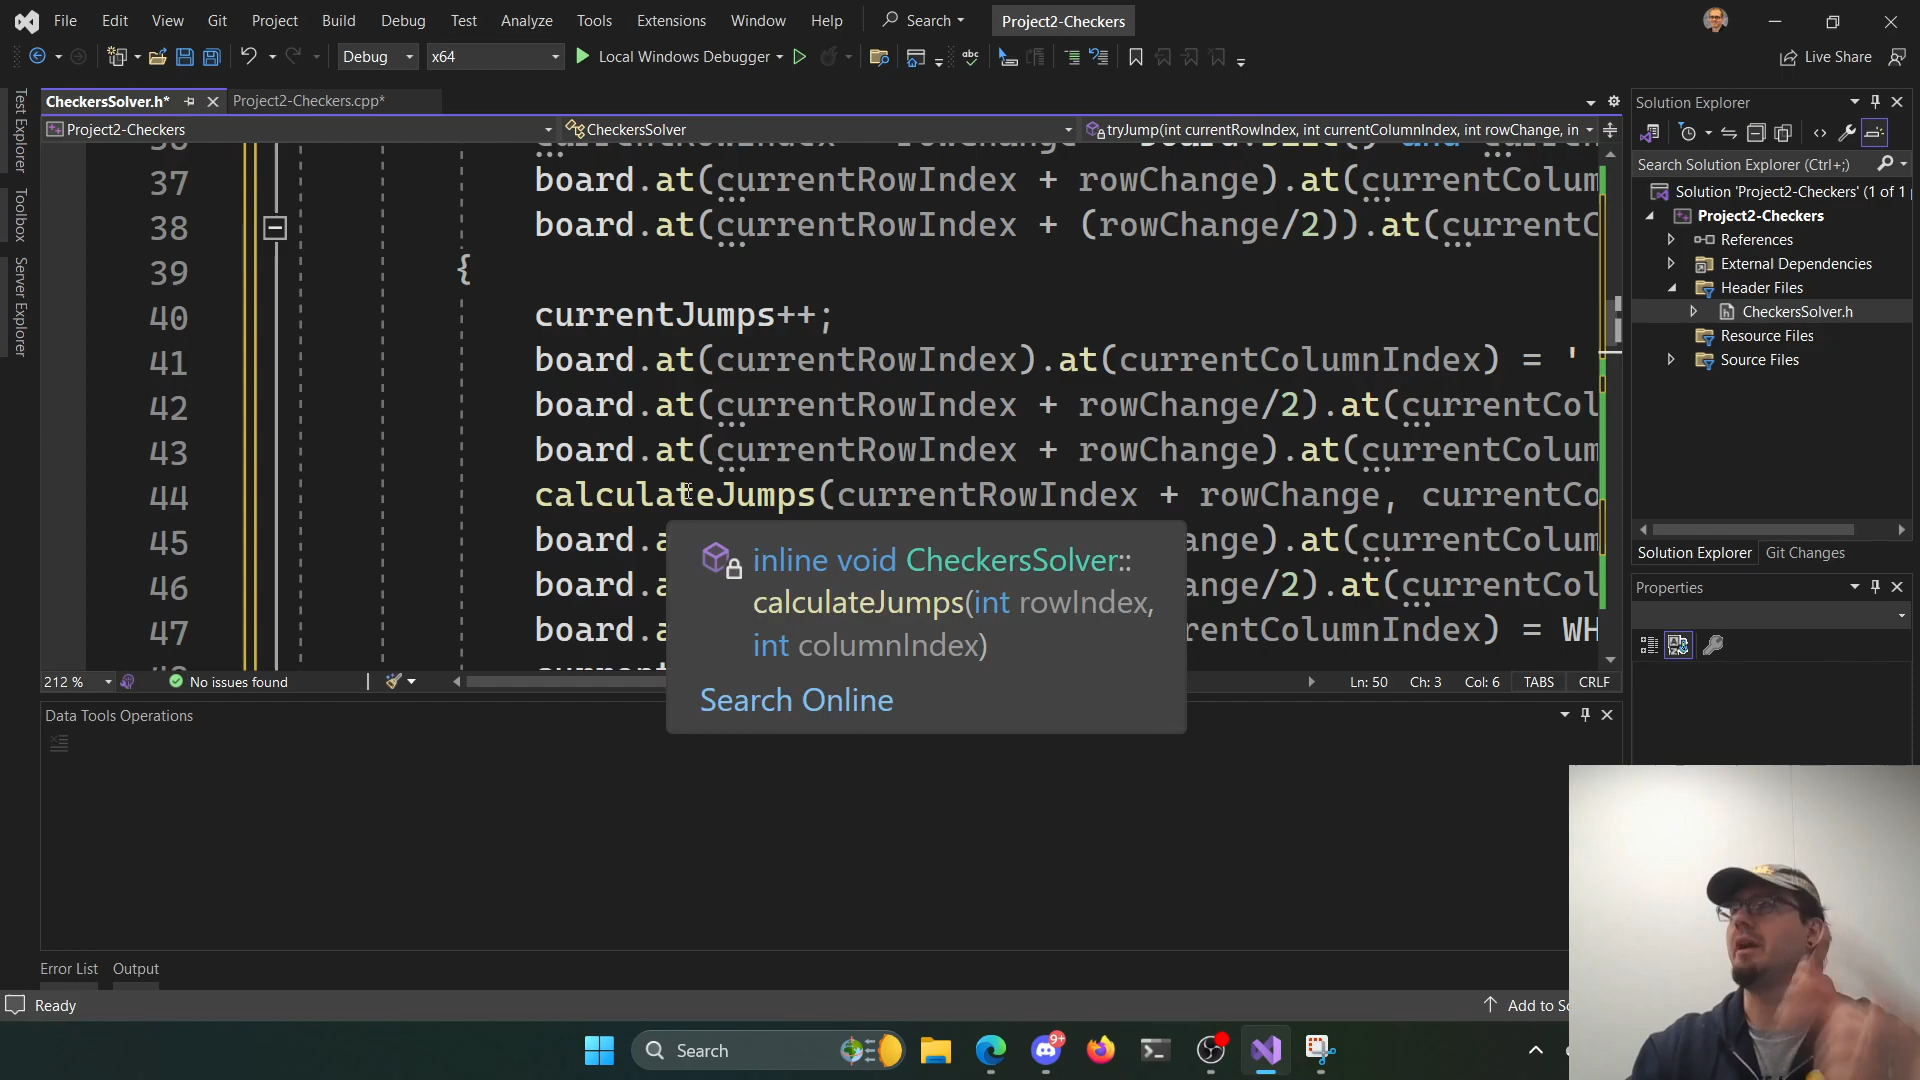 File Edit View Git Project Build Debug Test Analyze Tools Extensions Window Help Search Project2-Checkers
Debug x64 Local Windows Debugger Live Share
Test Explorer
Toolbox
Server Explorer
CheckersSolver.h* Project2-Checkers.cpp*
Project2-Checkers CheckersSolver tryJump(int currentRowIndex, int currentColumnIndex, int rowChange, in
37 board.at(currentRowIndex + rowChange).at(currentColum
38 board.at(currentRowIndex + (rowChange/2)).at(currentC
39 {
40 currentJumps++;
41 board.at(currentRowIndex).at(currentColumnIndex) = '
42 board.at(currentRowIndex + rowChange/2).at(currentCol
43 board.at(currentRowIndex + rowChange).at(currentColum
44 calculateJumps(currentRowIndex + rowChange, currentCo
45 board.a ange).at(currentColum
46 board.a ange/2).at(currentCol
47 board.a rentColumnIndex) = WH
inline void CheckersSolver::
calculateJumps(int rowIndex,
int columnIndex)
Search Online
212 % No issues found Ln: 50 Ch: 3 Col: 6 TABS CRLF
Data Tools Operations
Error List Output
Ready Add to So
Solution Explorer
Search Solution Explorer (Ctrl+;)
Solution 'Project2-Checkers' (1 of 1
Project2-Checkers
References
External Dependencies
Header Files
CheckersSolver.h
Resource Files
Source Files
Solution Explorer Git Changes
Properties
Search
9+